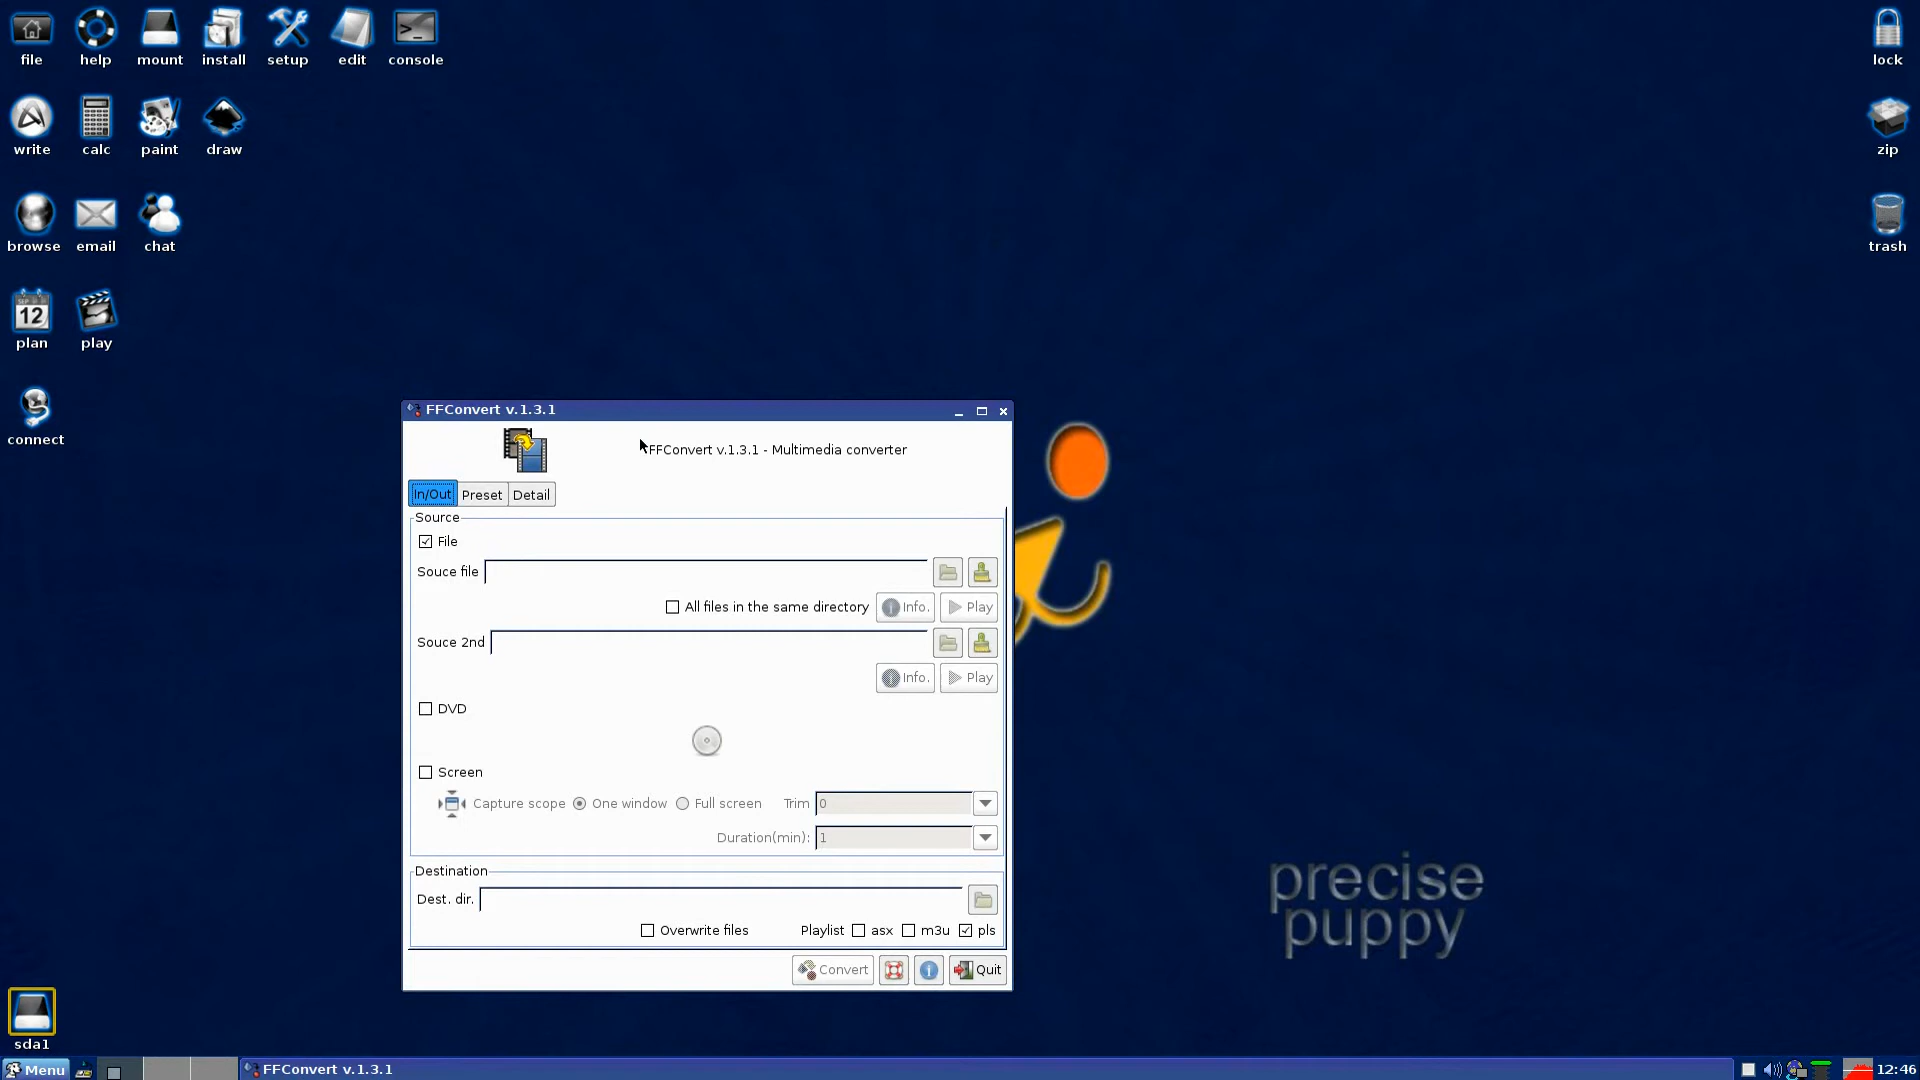 file help mount install setup edit console lock
write calc paint draw zip
browse email chat trash
SEP 12
plan play
connect
FFConvert v.1.3.1
FFConvert v.1.3.1 - Multimedia converter
In/Out Preset Detail
Source
File
Souce file
All files in the same directory Info. Play
Souce 2nd
Info. Play
DVD
Screen
Capture scope One window Full screen Trim 0
Duration(min): 1
Destination
Dest. dir.
Overwrite files Playlist asx m3u pls
Convert Quit
precise
puppy
sda1
Menu FFConvert v.1.3.1 12:46